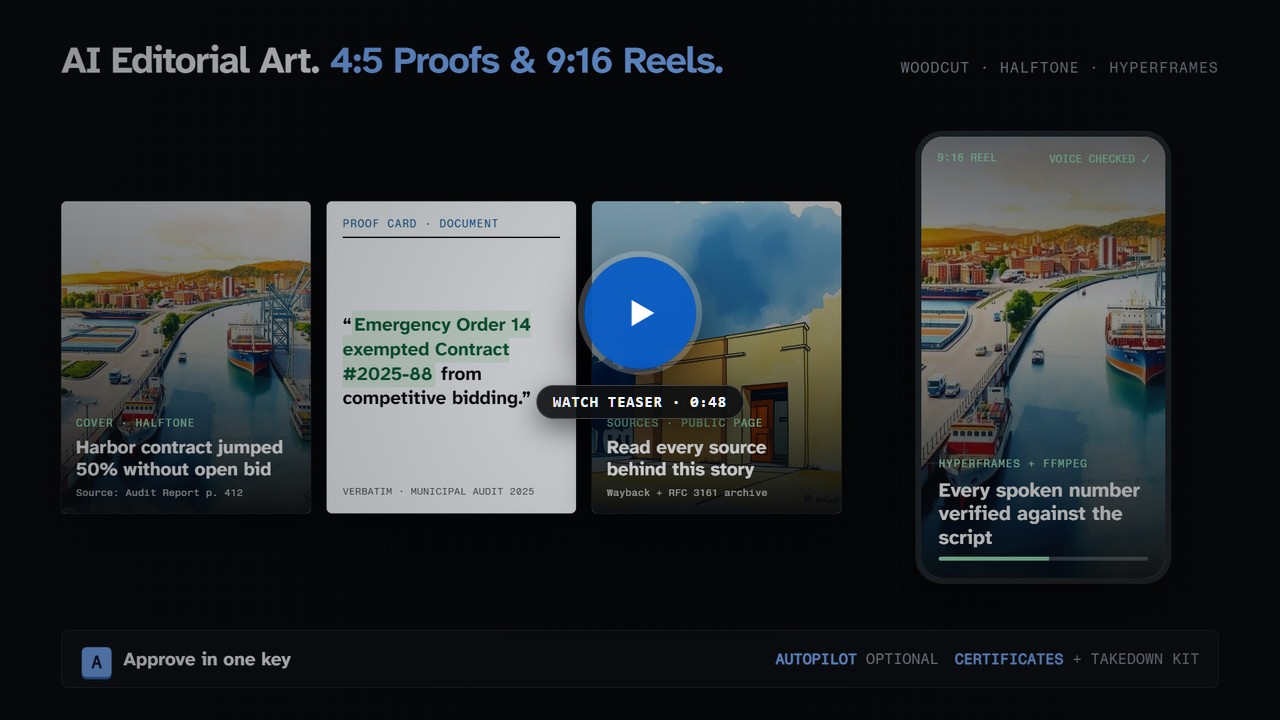 AI Editorial Art. 4:5 Proofs & 9:16 Reels.
WOODCUT · HALFTONE · HYPERFRAMES
COVER · HALFTONE
Harbor contract jumped
50% without open bid
Source: Audit Report p. 412
PROOF CARD · DOCUMENT
“Emergency Order 14
exempted Contract
#2025-88 from
competitive bidding.”
VERBATIM · MUNICIPAL AUDIT 2025
WATCH TEASER · 0:48
SOURCES · PUBLIC PAGE
Read every source
behind this story
Wayback + RFC 3161 archive
9:16 REEL
VOICE CHECKED ✓
HYPERFRAMES + FFMPEG
Every spoken number
verified against the
script
A Approve in one key
AUTOPILOT OPTIONAL CERTIFICATES + TAKEDOWN KIT